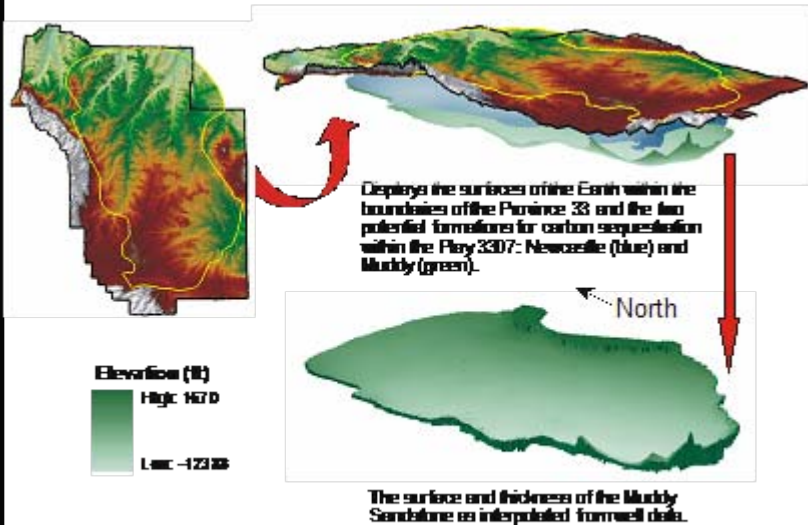 Displays the surfaces of the Earth within the
boundaries of the Province 33 and the two
potential formations for carbon sequestration
within the Play 3307: Newcastle (blue) and
Muddy (green).
North
Elevation (ft)
High:
Low:
The surface and thickness of the Muddy
Sandstone as interpolated from well data.